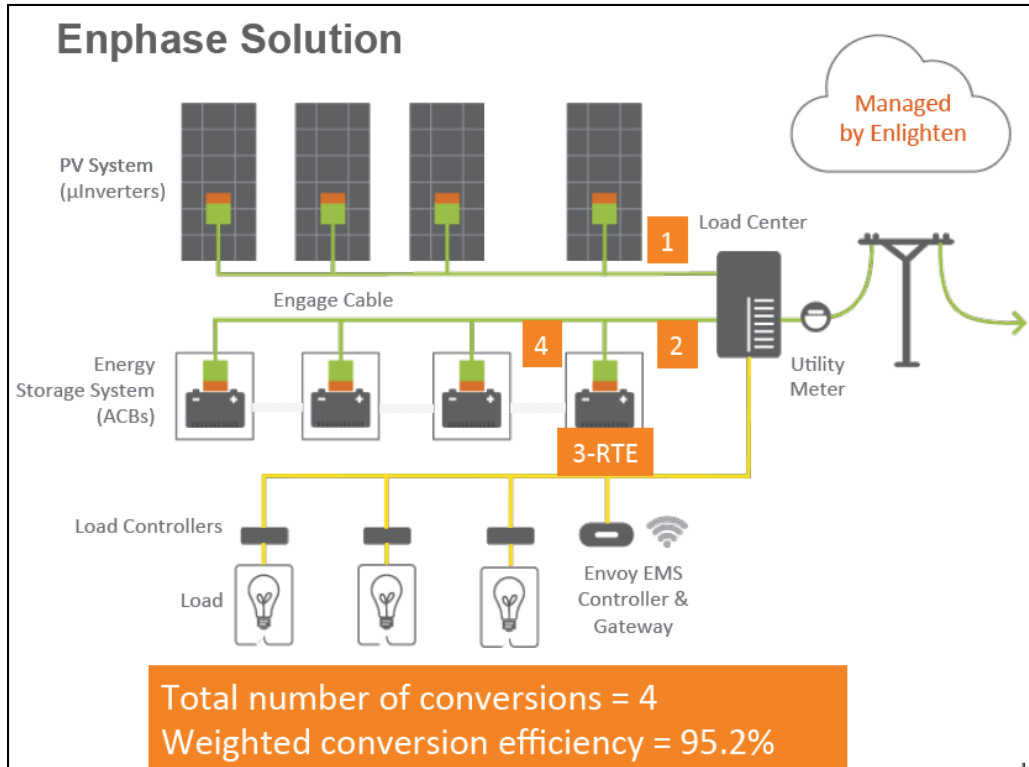 Enphase Solution
Managed
by Enlighten
PV System
(µInverters)
1
Load Center
Engage Cable
4
2
Energy
Storage System
(ACBs)
Utility
Meter
3-RTE
Load Controllers
Load
Envoy EMS
Controller &
Gateway
Total number of conversions = 4
Weighted conversion efficiency = 95.2%